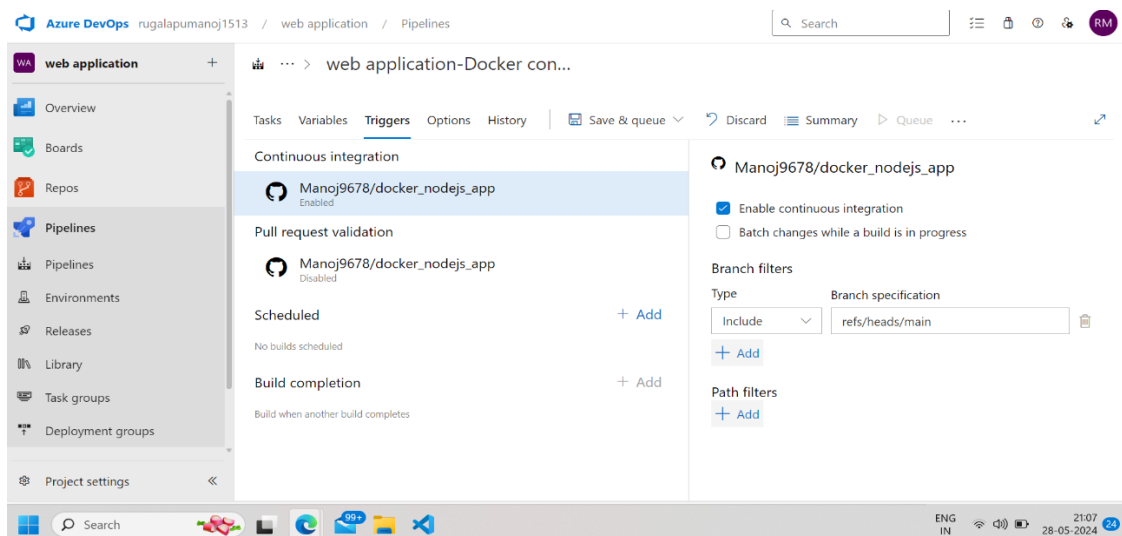 Azure DevOps rugalapumanoj1513 / web application / Pipelines
Search
RM
WA web application +
Overview
Boards
Repos
Pipelines
Pipelines
Environments
Releases
Library
Task groups
Deployment groups
Project settings
... > web application-Docker con...
Tasks Variables Triggers Options History Save & queue Discard Summary Queue ...
Continuous integration
Manoj9678/docker_nodejs_app
Enabled
Pull request validation
Manoj9678/docker_nodejs_app
Disabled
Scheduled + Add
No builds scheduled
Build completion + Add
Build when another build completes
Manoj9678/docker_nodejs_app
Enable continuous integration
Batch changes while a build is in progress
Branch filters
Type Branch specification
Include refs/heads/main
+ Add
Path filters
+ Add
Search
99+
ENG
IN
21:07
28-05-2024
24